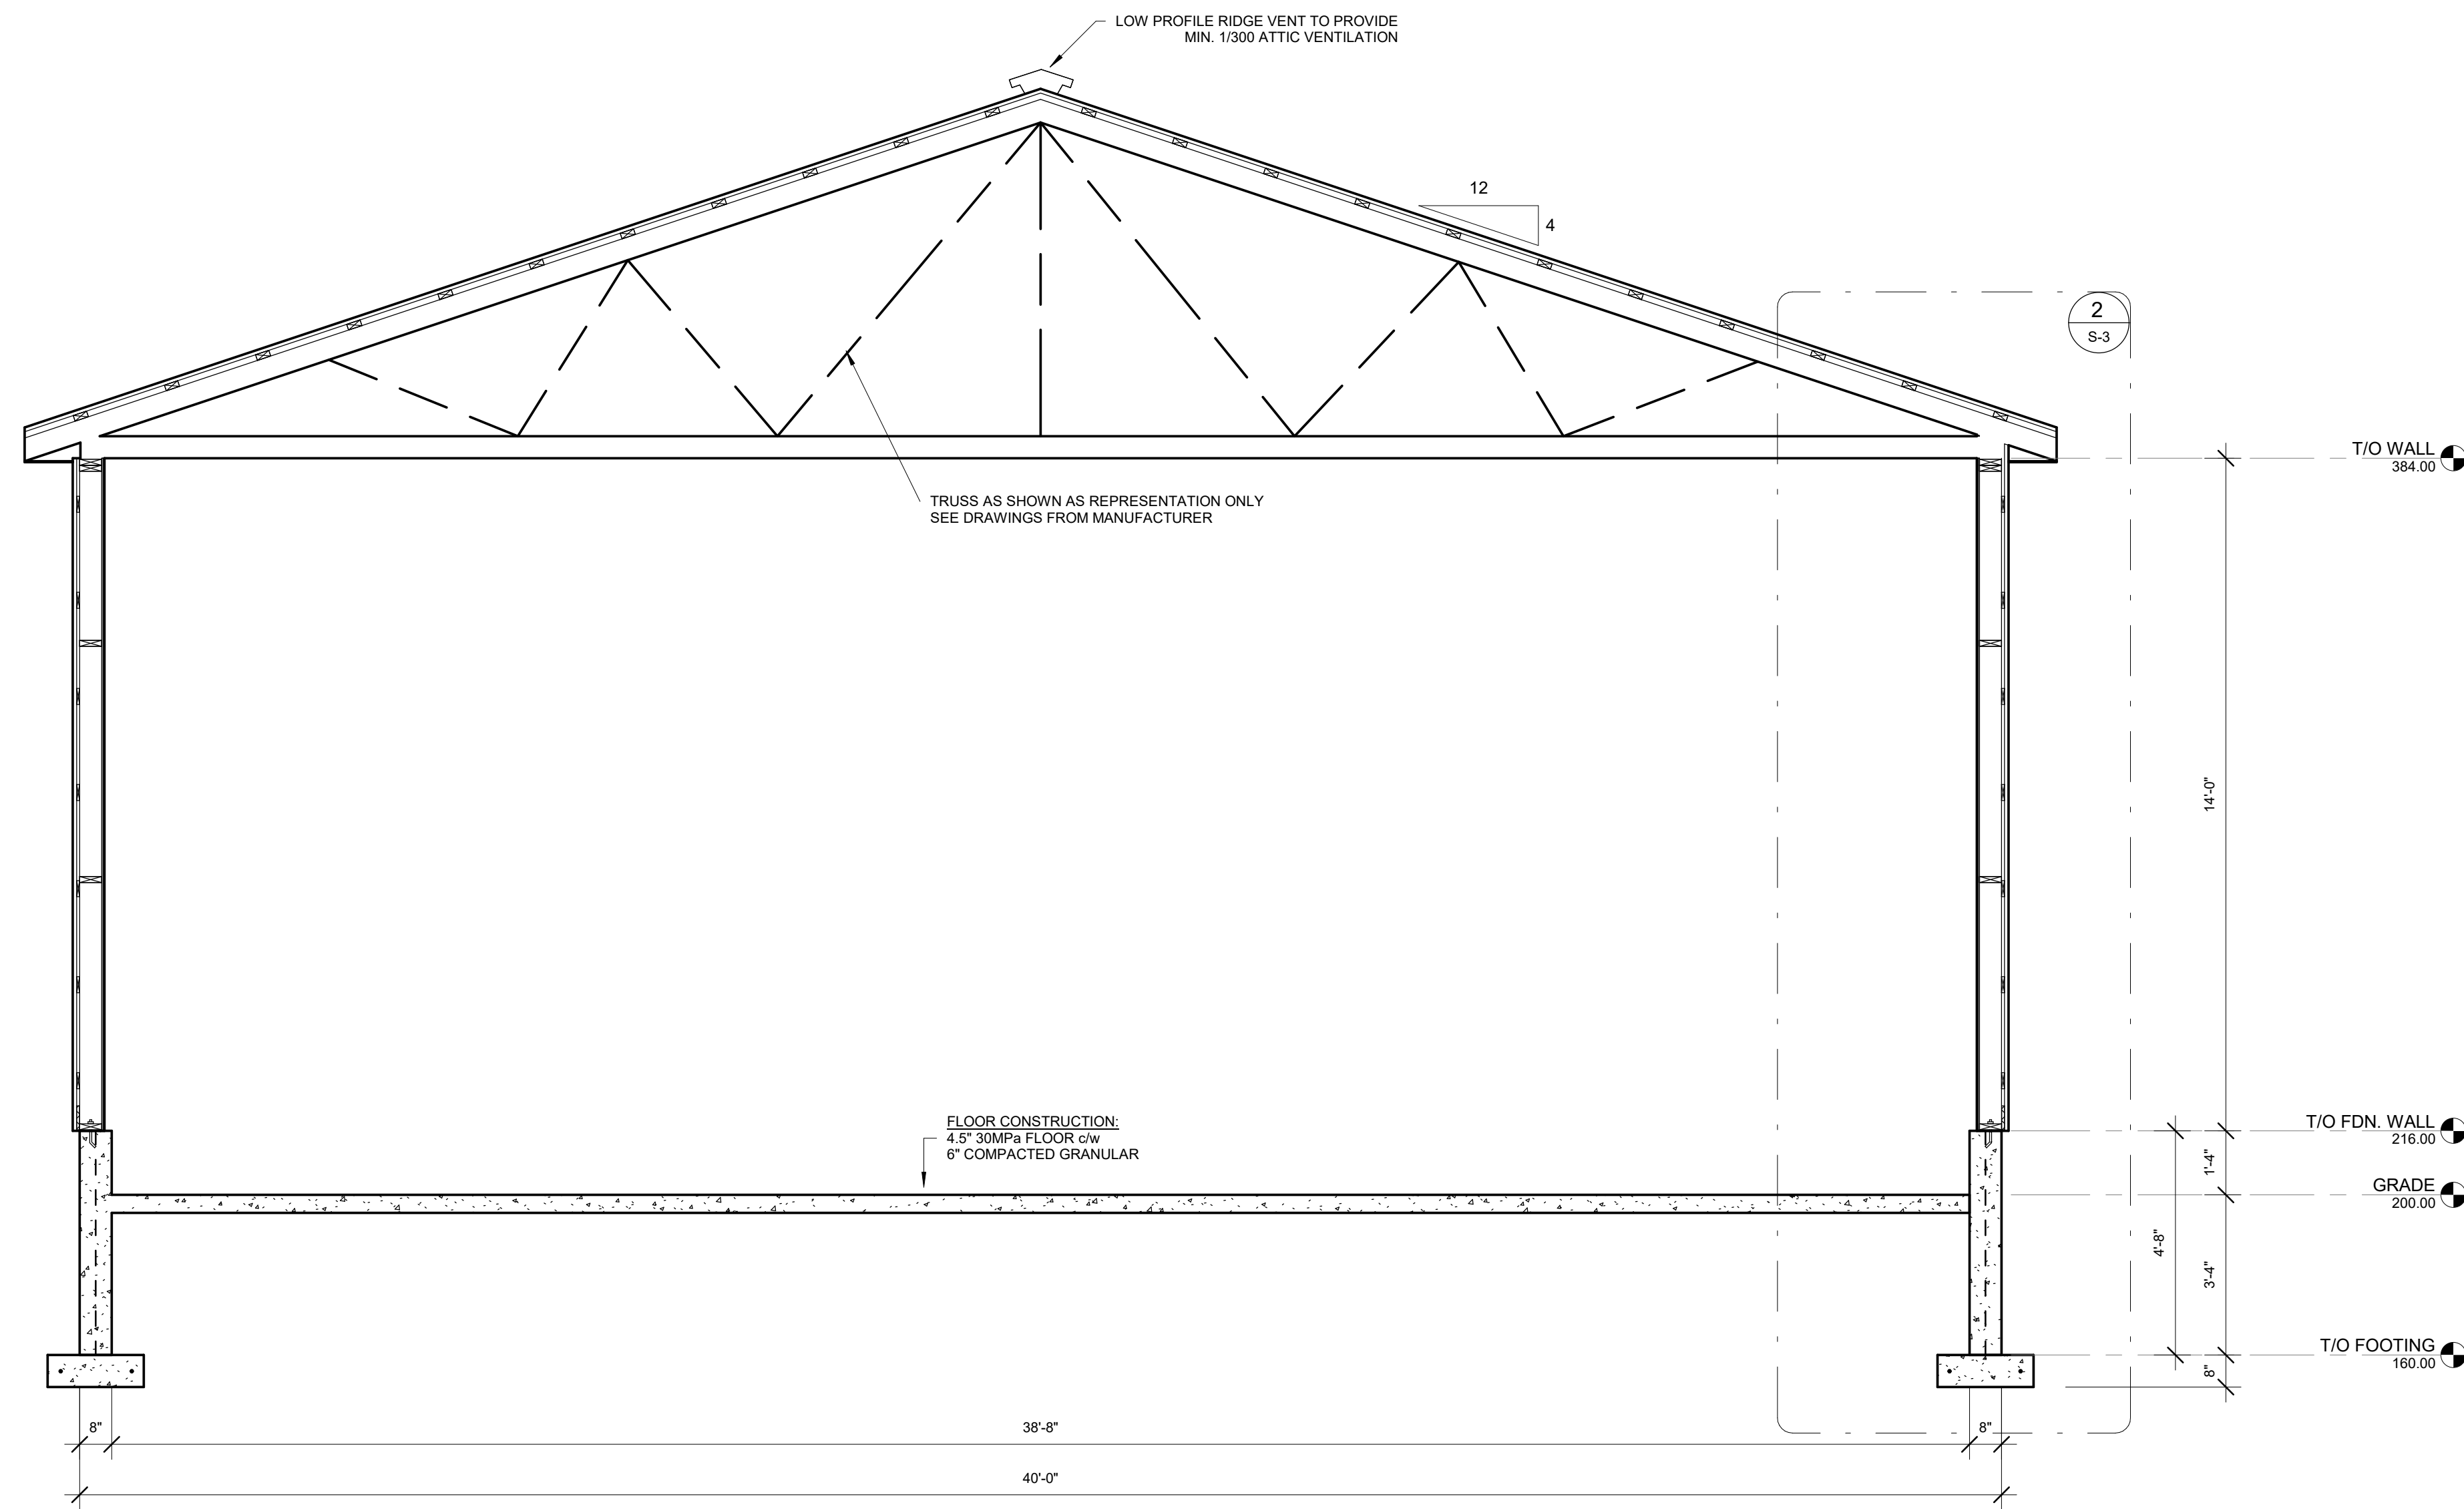 LOW PROFILE RIDGE VENT TO PROVIDE
MIN. 1/300 ATTIC VENTILATION
12
4
2
S-3
T/O WALL
384.00
TRUSS AS SHOWN AS REPRESENTATION ONLY
SEE DRAWINGS FROM MANUFACTURER
14'-0"
FLOOR CONSTRUCTION:
4.5" 30MPa FLOOR c/w
6" COMPACTED GRANULAR
T/O FDN. WALL
216.00
1'-4"
GRADE
200.00
4'-8"
3'-4"
T/O FOOTING
160.00
8"
8"
38'-8"
8"
40'-0"